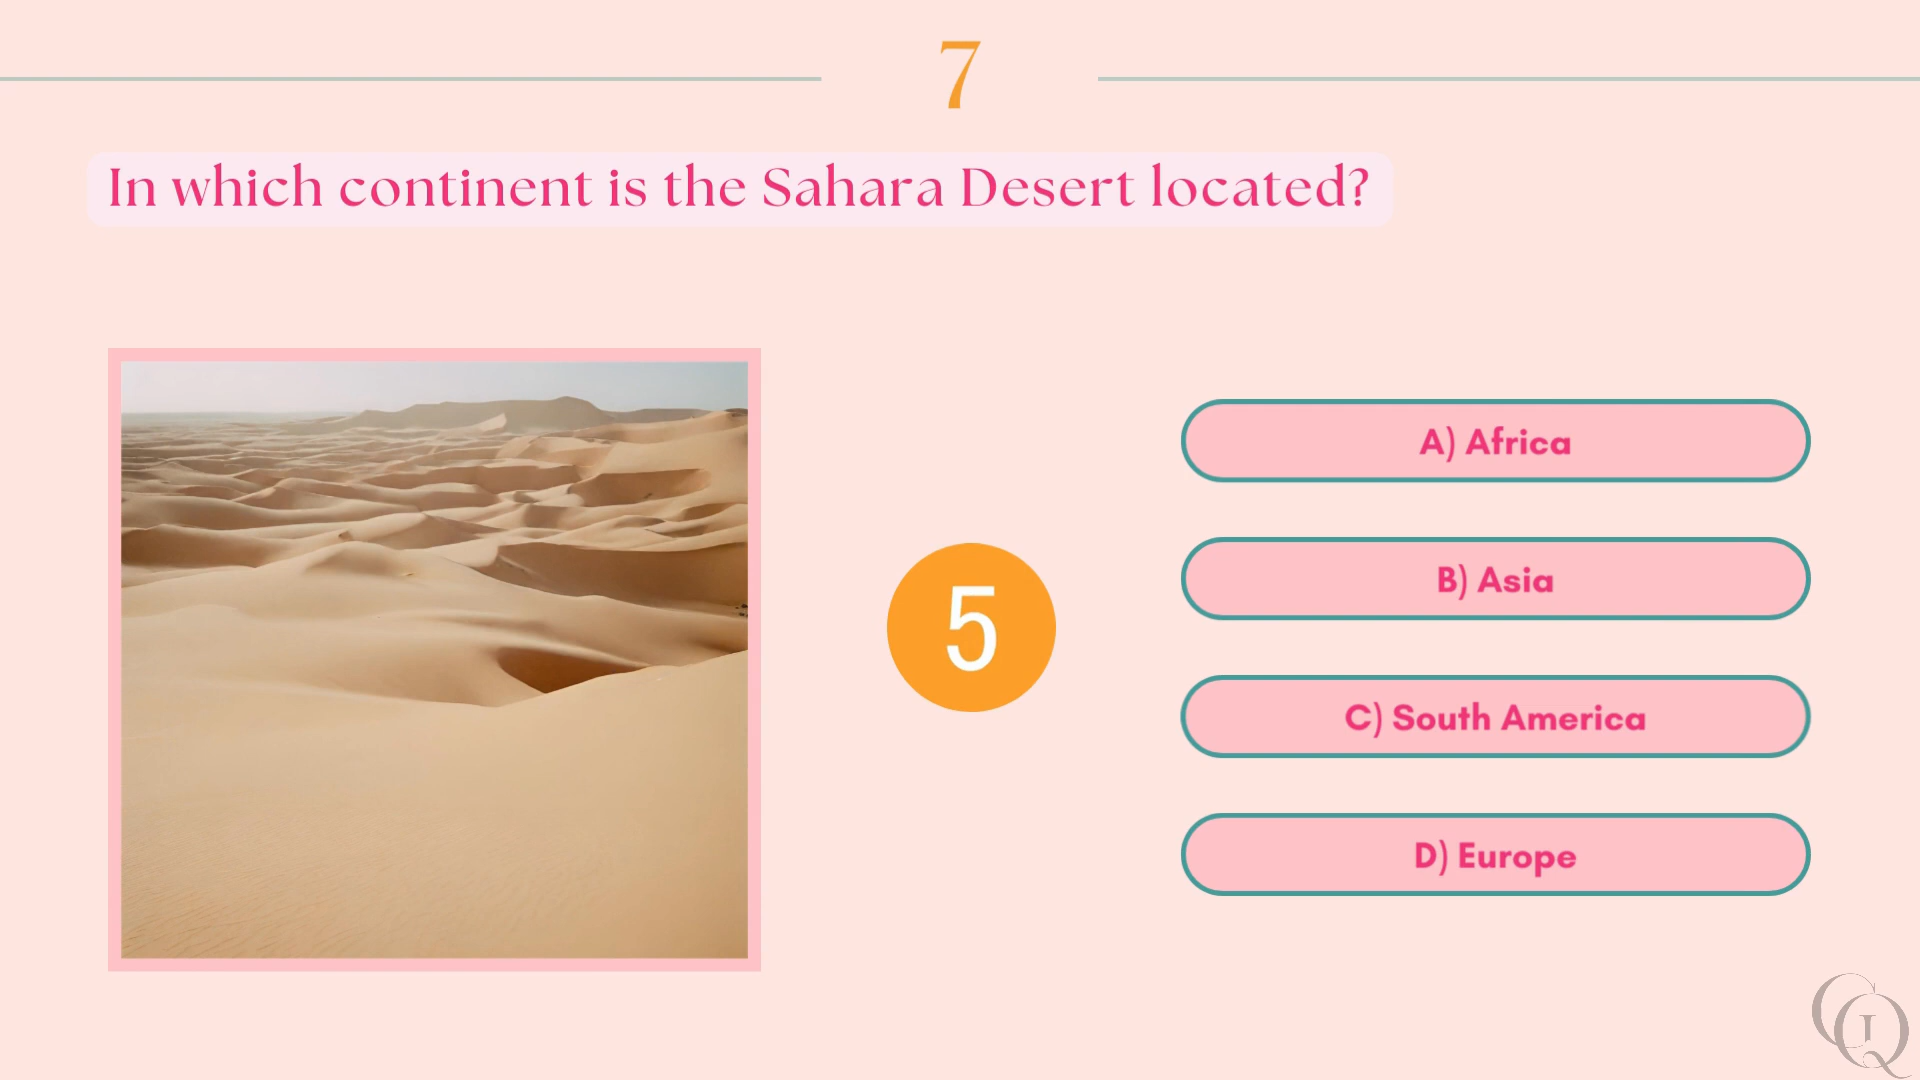 7
In which continent is the Sahara Desert located?
A) Africa
5
B) Asia
C) South America
D) Europe